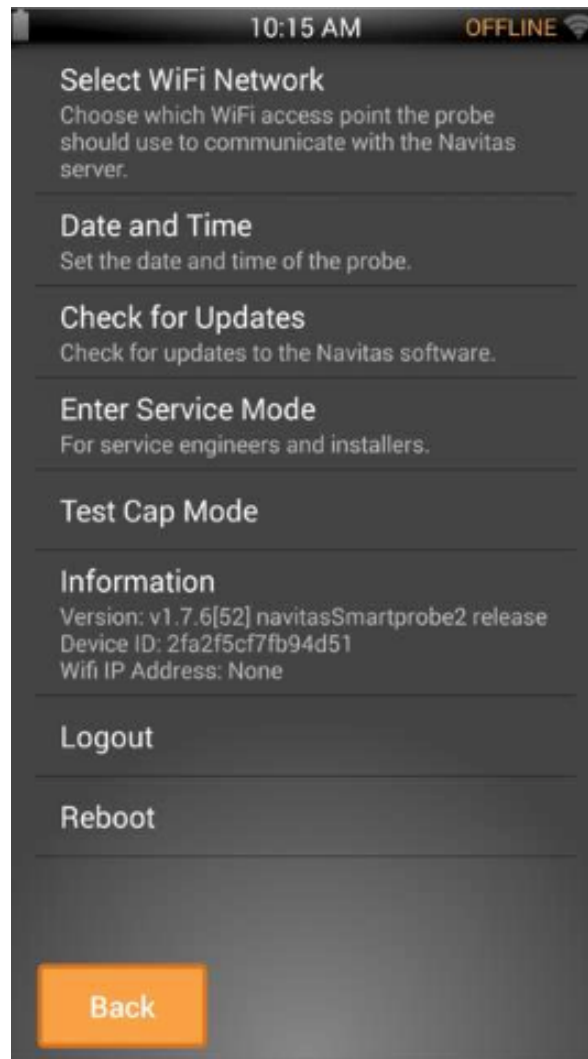 10:15 AM OFFLINE
Select WiFi Network
Choose which WiFi access point the probe
should use to communicate with the Navitas
server.
Date and Time
Set the date and time of the probe.
Check for Updates
Check for updates to the Navitas software.
Enter Service Mode
For service engineers and installers.
Test Cap Mode
Information
Version: v1.7.6[52] navitasSmartprobe2 release
Device ID: 2fa2f5cf7fb94d51
Wifi IP Address: None
Logout
Reboot
Back